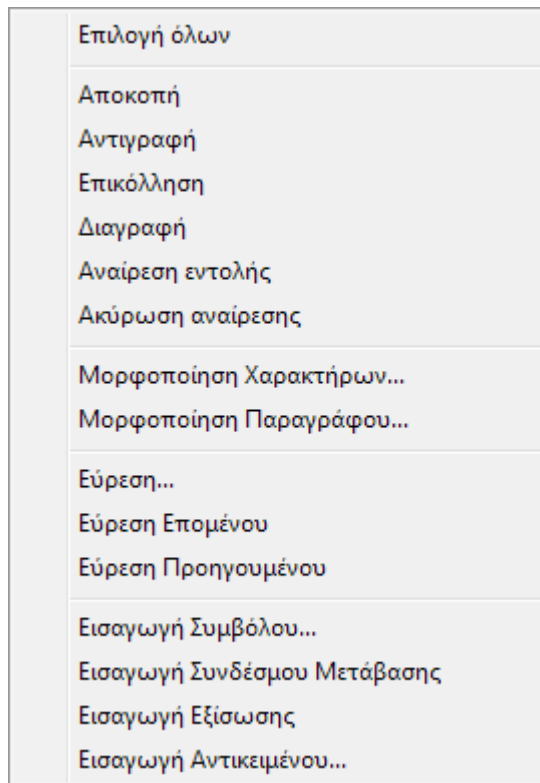 Επιλογή όλων
Αποκοπή
Αντιγραφή
Επικόλληση
Διαγραφή
Αναίρεση εντολής
Ακύρωση αναίρεσης
Μορφοποίηση Χαρακτήρων...
Μορφοποίηση Παραγράφου...
Εύρεση...
Εύρεση Επομένου
Εύρεση Προηγουμένου
Εισαγωγή Συμβόλου...
Εισαγωγή Συνδέσμου Μετάβασης
Εισαγωγή Εξίσωσης
Εισαγωγή Αντικειμένου...